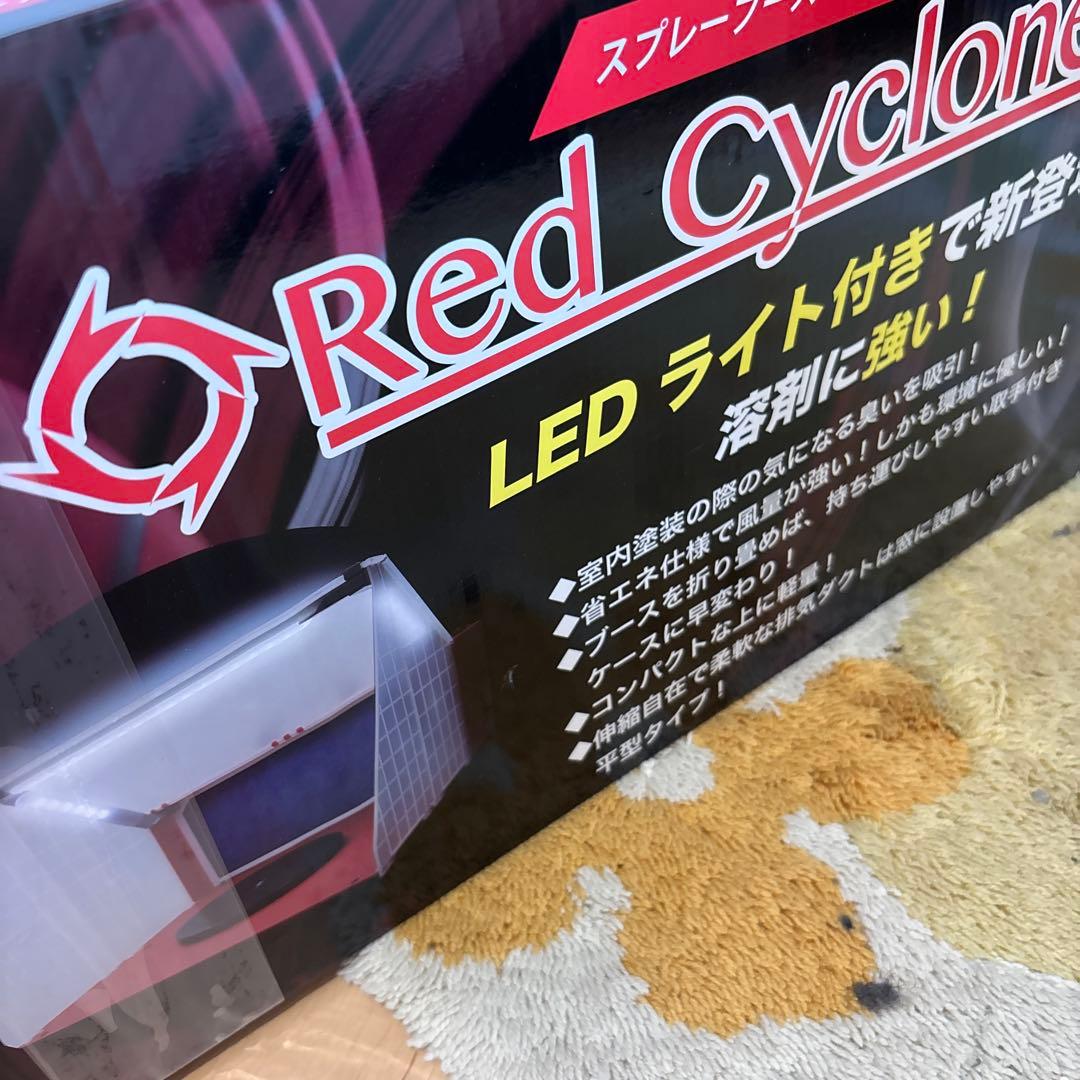 スプレーブース
Red Cyclone
LED ライト付きで新登場
溶剤に強い！
◆室内塗装の際の気になる臭いを吸引！
◆省エネ仕様で風量が強い！しかも環境に優しい！
◆ブースを折り畳めば、持ち運びしやすい取手付き
ケースに早変わり！
◆コンパクトな上に軽量！
◆伸縮自在で柔軟な排気ダクトは窓に設置しやすい
平型タイプ！